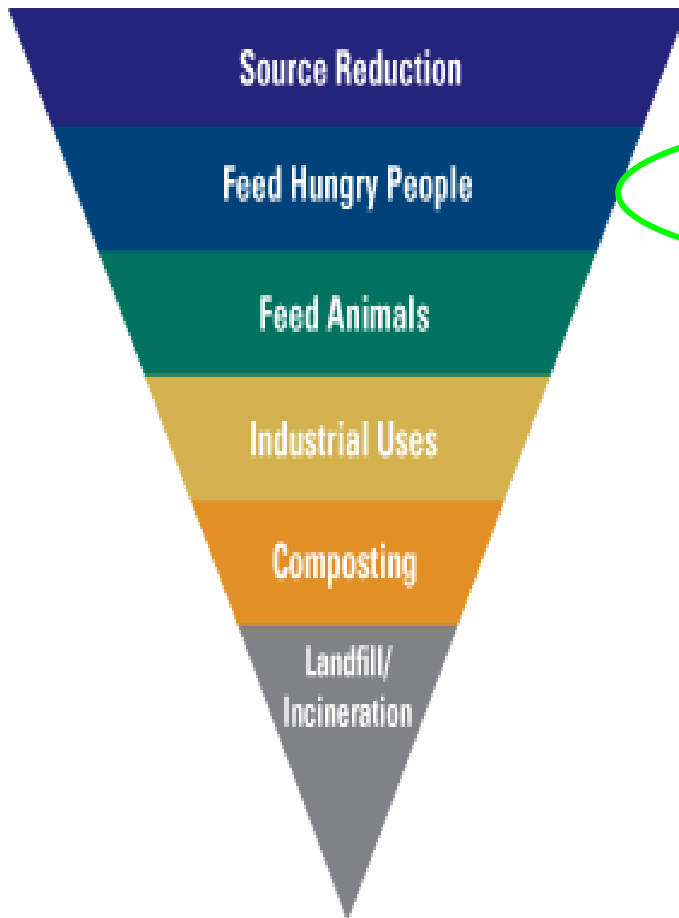 Source Reduction
Feed Hungry People
Feed Animals
Industrial Uses
Composting
Landfill/
Incineration